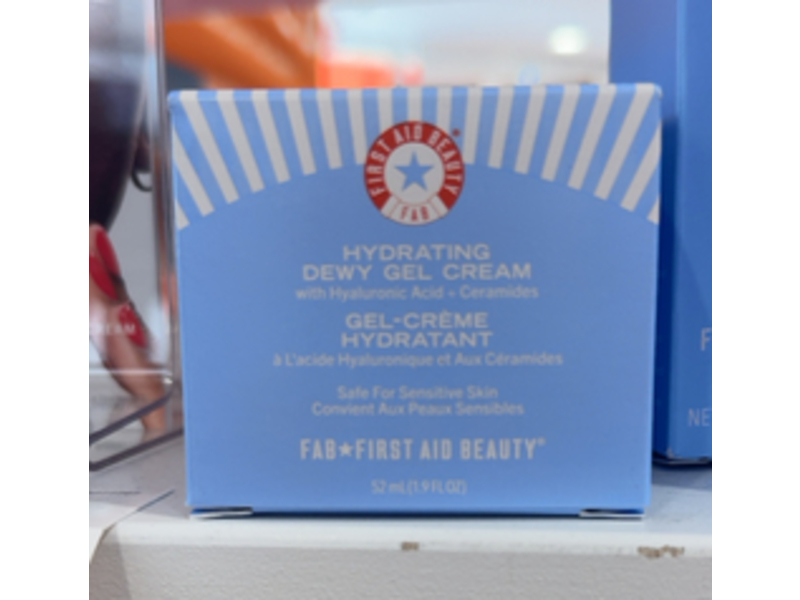 FIRST AID BEAUTY
FAB
HYDRATING
DEWY GEL CREAM
with Hyaluronic Acid + Ceramides
GEL-CRÈME
HYDRATANT
à L'acide Hyaluronique et Aux Céramides
Safe For Sensitive Skin
Convient Aux Peaux Sensibles
FAB★FIRST AID BEAUTY®
52 mL (1.9 FL OZ)
CREAM
F
NE